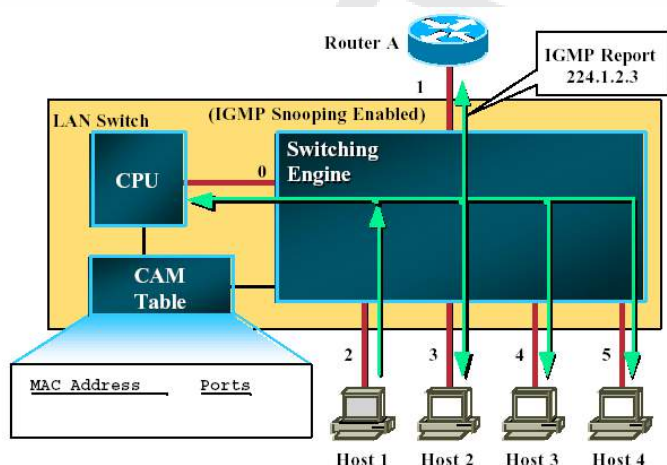 Router A
IGMP Report
224.1.2.3
1
LAN Switch
(IGMP Snooping Enabled)
Switching
Engine
CPU
0
CAM
Table
MAC Address Ports
2
3
4
5
Host 1
Host 2
Host 3
Host 4